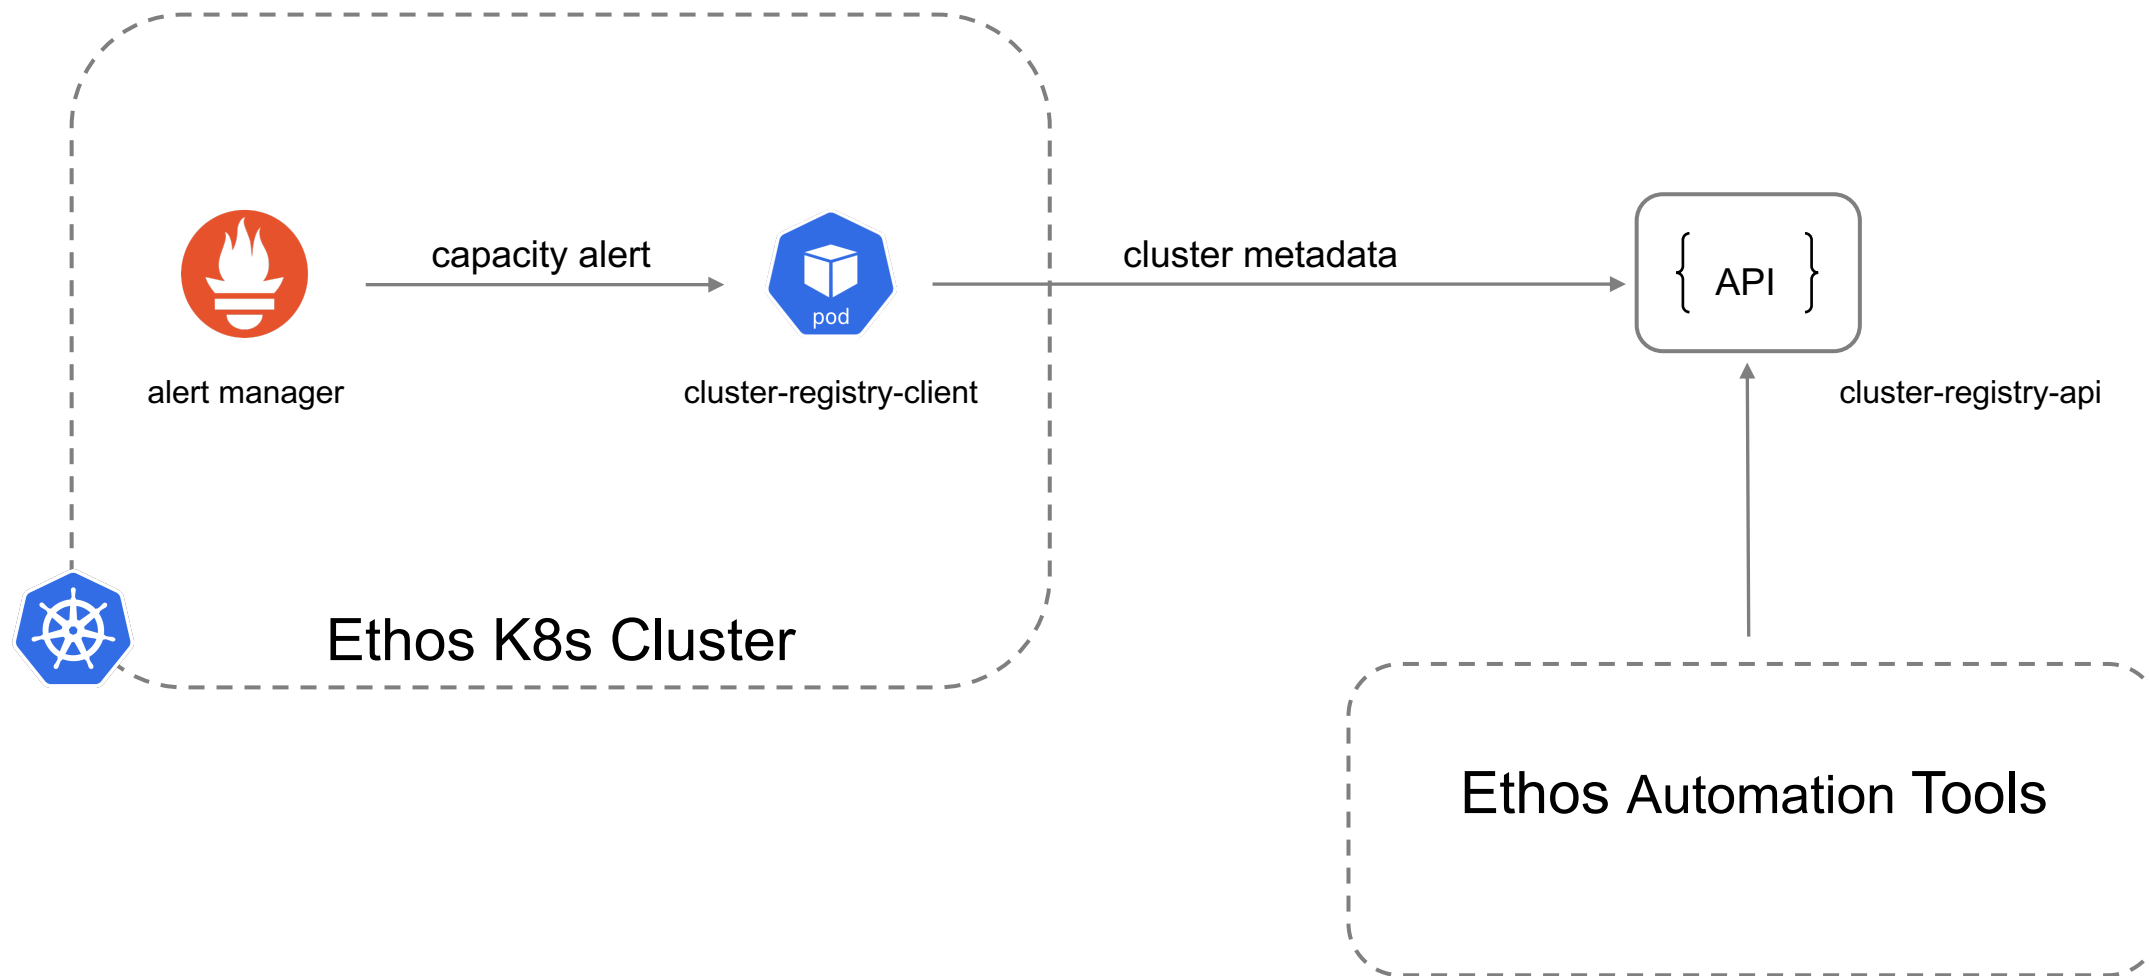 capacity alert
cluster metadata
API
pod
alert manager
cluster-registry-client
cluster-registry-api
Ethos K8s Cluster
Ethos Automation Tools